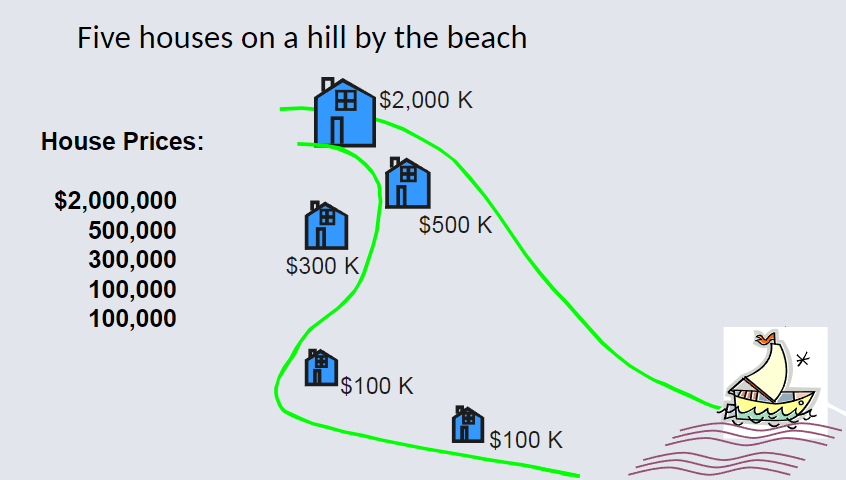 Five houses on a hill by the beach
$2,000 K
House Prices:
$2,000,000
500,000
300,000
100,000
100,000
$500 K
$300 K
$100 K
$100 K